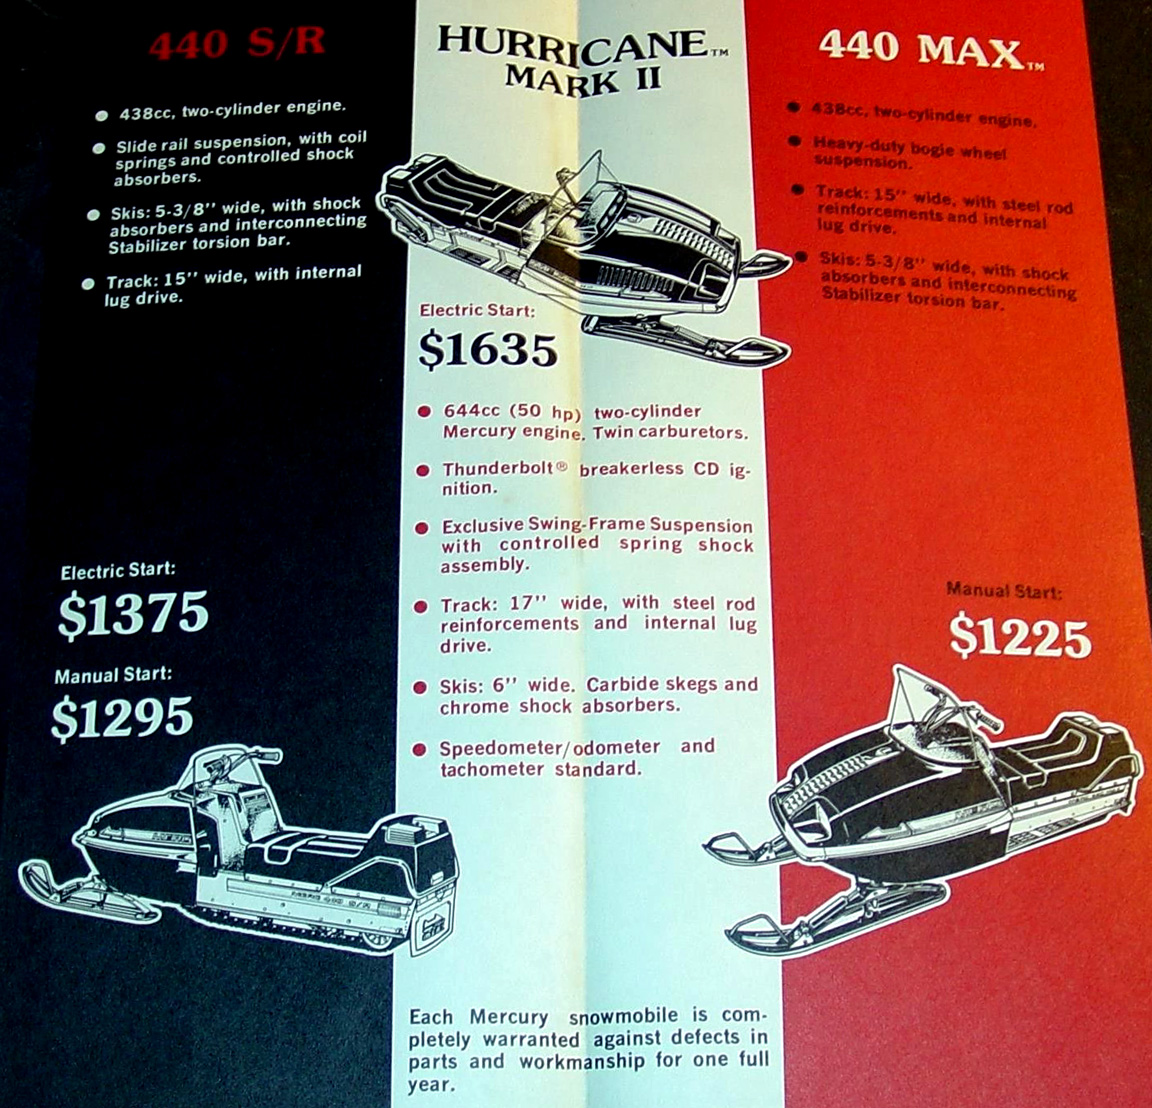 440 S/R
438cc, two-cylinder engine.
Slide rail suspension, with coil
springs and controlled shock
absorbers.
Skis: 5-3/8'' wide, with shock
absorbers and interconnecting
Stabilizer torsion bar.
Track: 15'' wide, with internal
lug drive.
Electric Start:
$1375
Manual Start:
$1295
HURRICANE™
MARK II
Electric Start:
$1635
644cc (50 hp) two-cylinder
Mercury engine. Twin carburetors.
Thunderbolt® breakerless CD ig-
nition.
Exclusive Swing-Frame Suspension
with controlled spring shock
assembly.
Track: 17'' wide, with steel rod
reinforcements and internal lug
drive.
Skis: 6'' wide. Carbide skegs and
chrome shock absorbers.
Speedometer/odometer and
tachometer standard.
Each Mercury snowmobile is com-
pletely warranted against defects in
parts and workmanship for one full
year.
440 MAX™
438cc, two-cylinder engine.
Heavy-duty bogie wheel
suspension.
Track: 15'' wide, with steel rod
reinforcements and internal
lug drive.
Skis: 5-3/8'' wide, with shock
absorbers and interconnecting
Stabilizer torsion bar.
Manual Start:
$1225